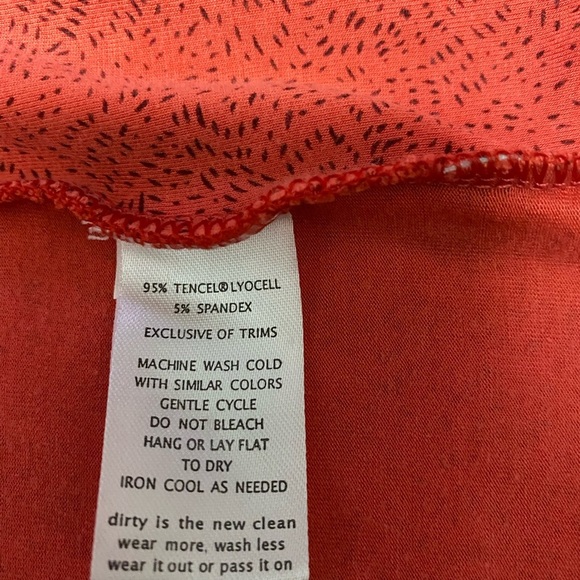 95% TENCEL®LYOCELL
5% SPANDEX
EXCLUSIVE OF TRIMS
MACHINE WASH COLD
WITH SIMILAR COLORS
GENTLE CYCLE
DO NOT BLEACH
HANG OR LAY FLAT
TO DRY
IRON COOL AS NEEDED
dirty is the new clean
wear more, wash less
wear it out or pass it on